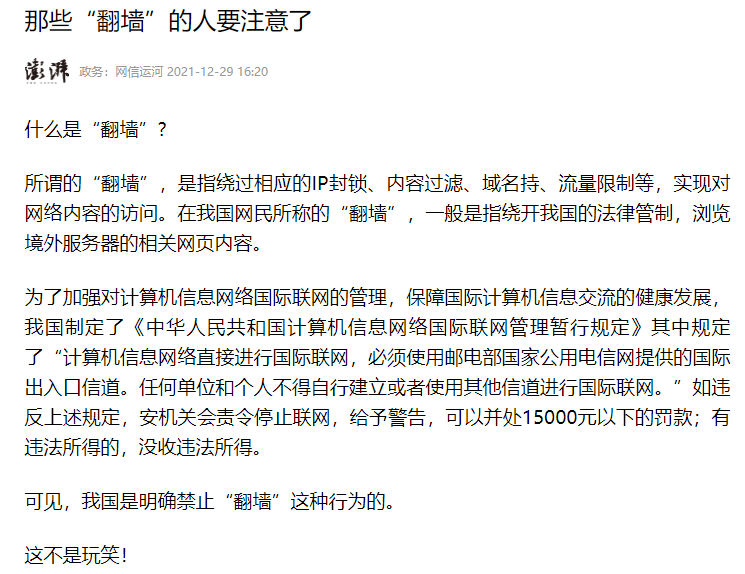 那些“翻墙”的人要注意了
澎湃 政务：网信运河 2021-12-29 16:20
什么是“翻墙”？
所谓的“翻墙”，是指绕过相应的IP封锁、内容过滤、域名持、流量限制等，实现对
网络内容的访问。在我国网民所称的“翻墙”，一般是指绕开我国的法律管制，浏览
境外服务器的相关网页内容。
为了加强对计算机信息网络国际联网的管理，保障国际计算机信息交流的健康发展，
我国制定了《中华人民共和国计算机信息网络国际联网管理暂行规定》其中规定
了“计算机信息网络直接进行国际联网，必须使用邮电部国家公用电信网提供的国际
出入口信道。任何单位和个人不得自行建立或者使用其他信道进行国际联网。”如违
反上述规定，安机关会责令停止联网，给予警告，可以并处15000元以下的罚款；有
违法所得的，没收违法所得。
可见，我国是明确禁止“翻墙”这种行为的。
这不是玩笑！